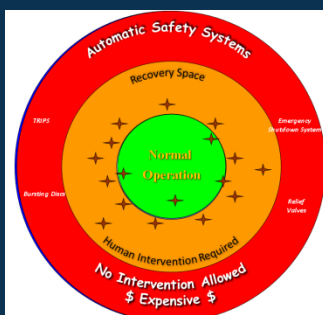 Automatic Safety Systems
Recovery Space
TRIPS
Emergency
Shutdown System
Normal
Operation
Bursting Discs
Relief
Valves
Human Intervention Required
No Intervention Allowed
$ Expensive $